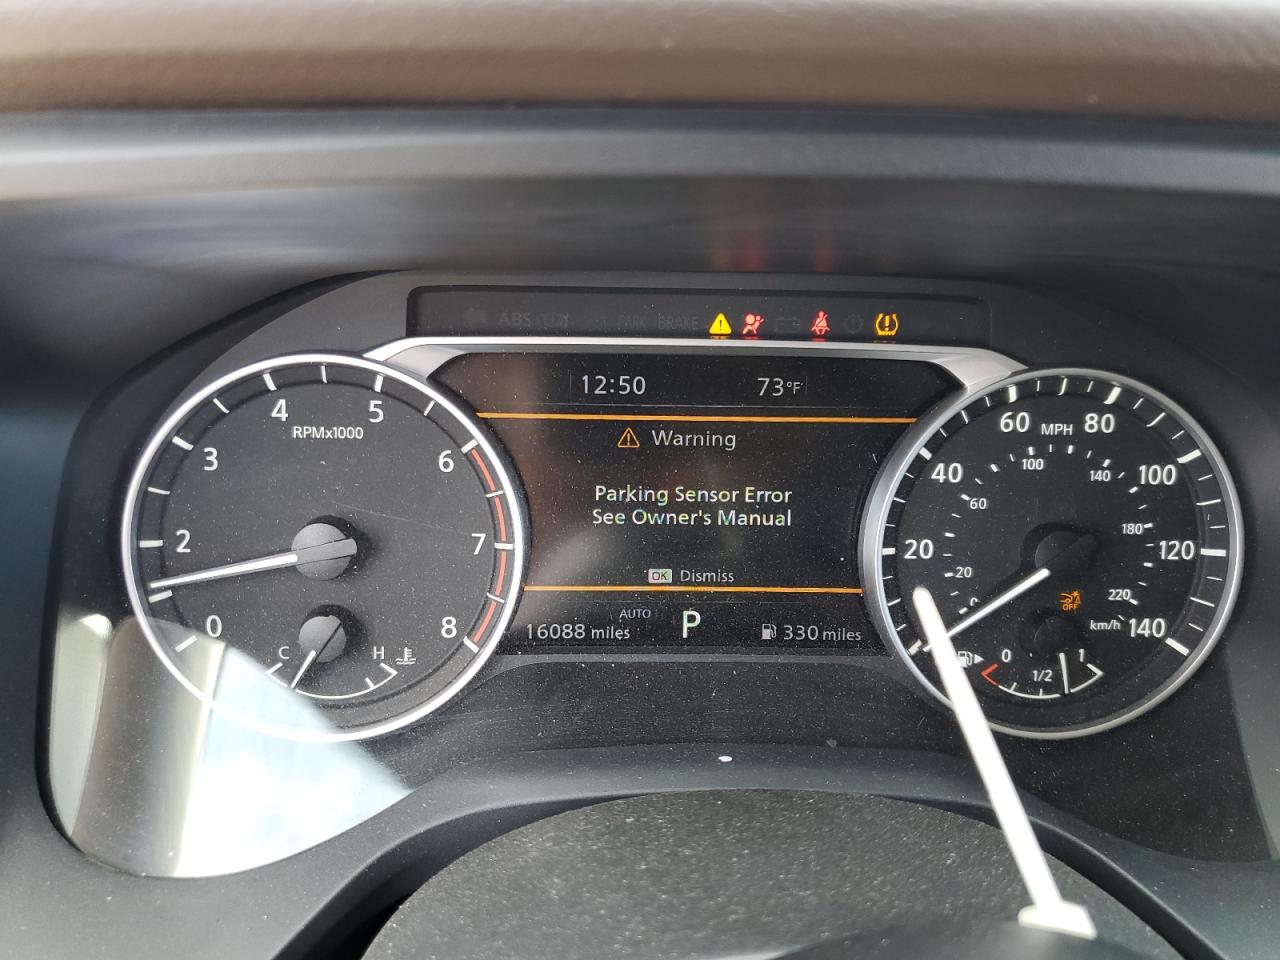 ABS
PARK
BRAKE
12:50
73°F
Warning
Parking Sensor Error
See Owner's Manual
OK Dismiss
AUTO
16088 miles
P
330 miles
RPMx1000
0
2
3
4
5
6
7
8
C
H
MPH
20
40
60
80
100
120
140
0
20
60
100
140
180
220
km/h
OFF
0
1/2
1